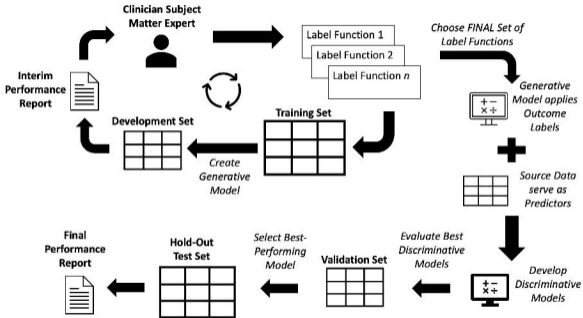 Clinician Subject
Matter Expert
Label Function 1
Label Function 2
Label Function n
Choose FINAL Set of
Label Functions
Interim
Performance
Report
Generative
Model applies
Outcome
Labels
Development Set
Training Set
Create
Generative
Model
Source Data
serve as
Predictors
Final
Performance
Report
Hold-Out
Test Set
Select Best-
Performing
Model
Validation Set
Evaluate Best
Discriminative
Models
Develop
Discriminative
Models